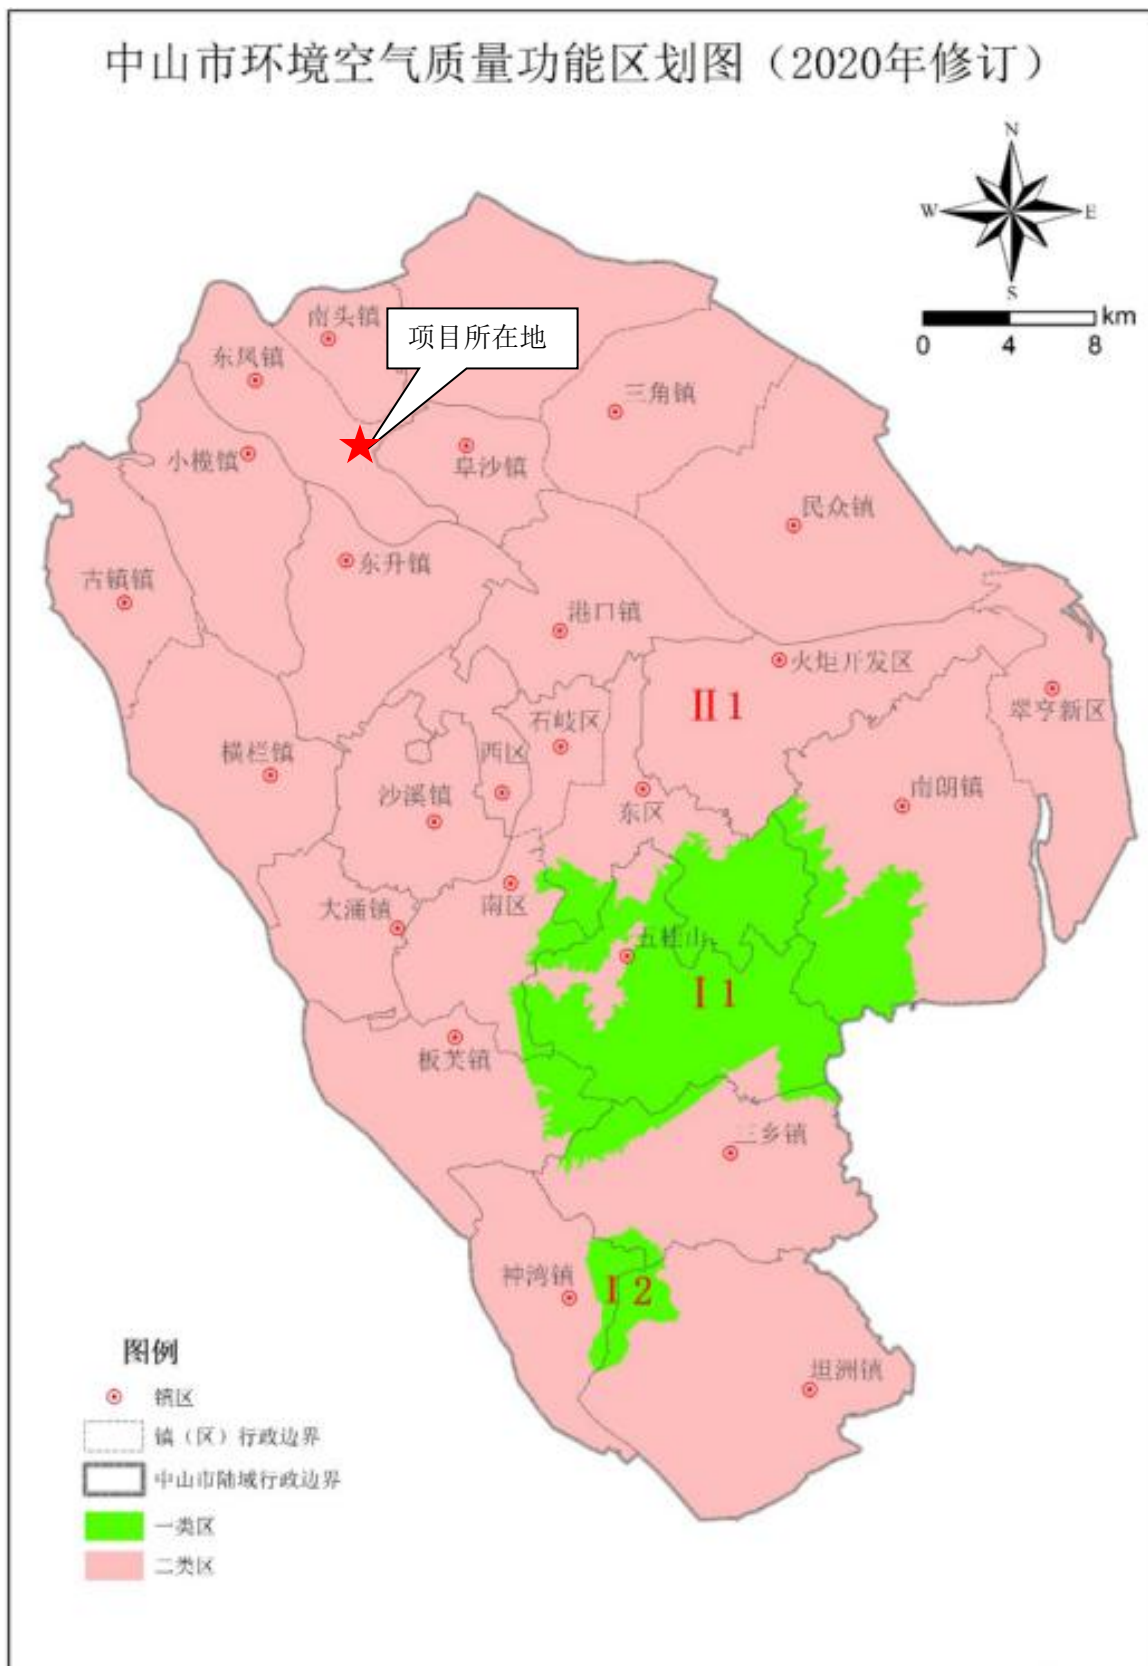 中山市环境空气质量功能区划图（2020年修订）
N
W
E
S
km
0
4
8
南头镇
项目所在地
东凤镇
三角镇
小榄镇
阜沙镇
民众镇
东升镇
古镇镇
港口镇
火炬开发区
II 1
翠亨新区
石岐区
横栏镇
西区
沙溪镇
南朗镇
东区
南区
大涌镇
五桂山
I 1
板芙镇
三乡镇
神湾镇
I 2
坦洲镇
图例
镇区
镇（区）行政边界
中山市陆域行政边界
一类区
二类区